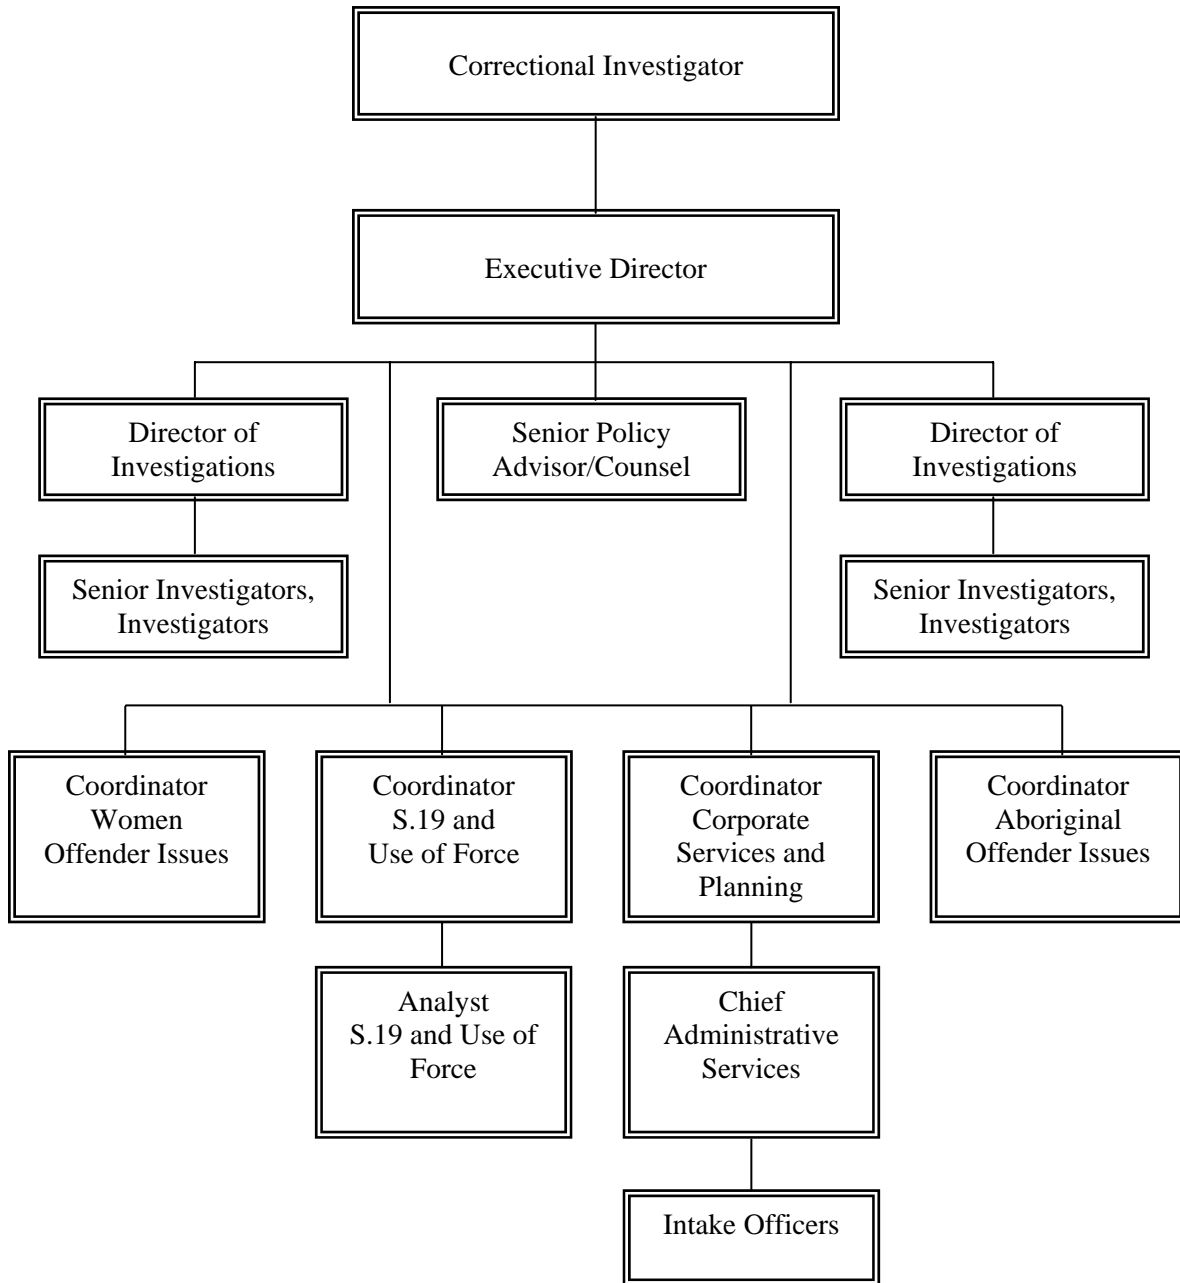 Correctional Investigator
Executive Director
Director of
Investigations
Senior Policy
Advisor/Counsel
Director of
Investigations
Senior Investigators,
Investigators
Senior Investigators,
Investigators
Coordinator
Women
Offender Issues
Coordinator
S.19 and
Use of Force
Coordinator
Corporate
Services and
Planning
Coordinator
Aboriginal
Offender Issues
Analyst
S.19 and Use of
Force
Chief
Administrative
Services
Intake Officers